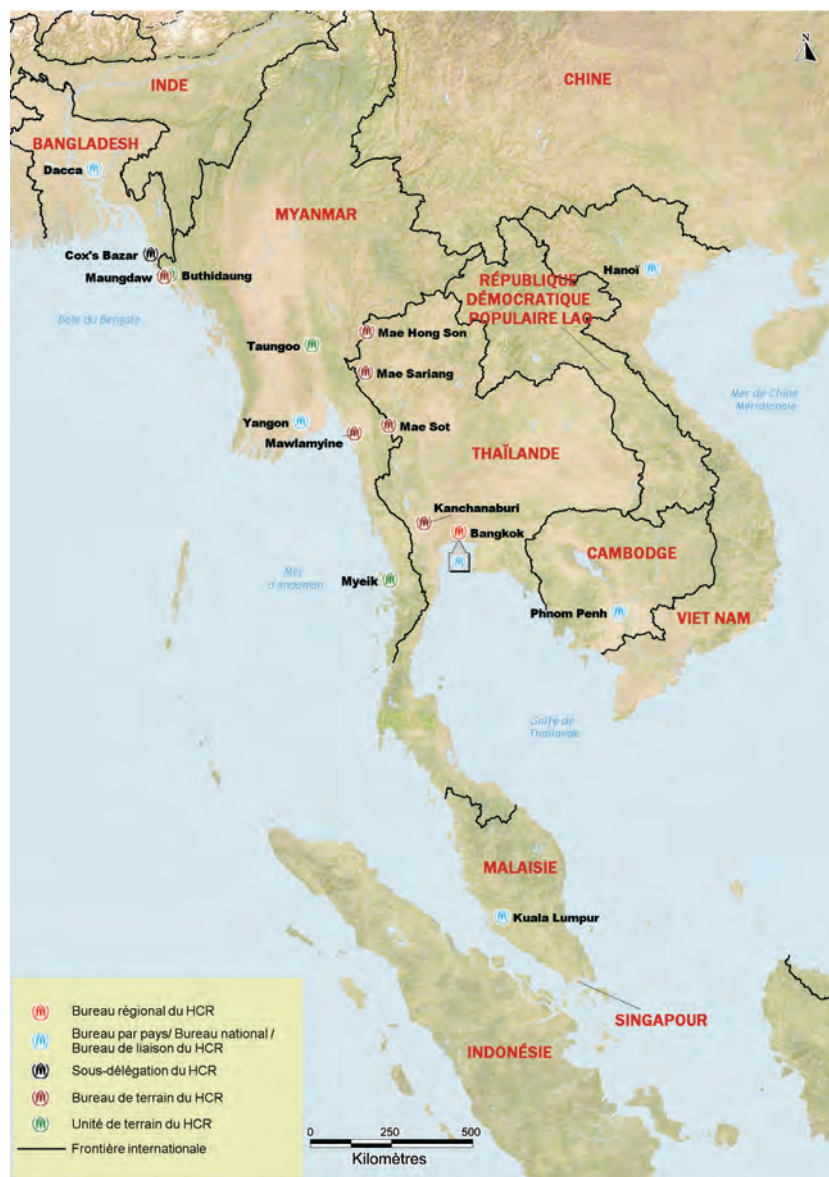 N
CHINE
INDE
BANGLADESH
Dacca
MYANMAR
Cox's Bazar
Maungdaw
Buthidaung
Hanoï
RÉPUBLIQUE
DÉMOCRATIQUE
POPULAIRE LAO
Baie du Bengale
Mae Hong Son
Taungoo
Mae Sariang
Mer de Chine
Méridionale
Yangon
Mawlamyine
Mae Sot
THAÏLANDE
Kanchanaburi
Bangkok
CAMBODGE
Mer
d'Andaman
Myeik
Phnom Penh
VIET NAM
Golfe de
Thaïlande
MALAISIE
Kuala Lumpur
SINGAPOUR
INDONÉSIE
Bureau régional du HCR
Bureau par pays/ Bureau national /
Bureau de liaison du HCR
Sous-délégation du HCR
Bureau de terrain du HCR
Unité de terrain du HCR
Frontière internationale
0 250 500
Kilomètres